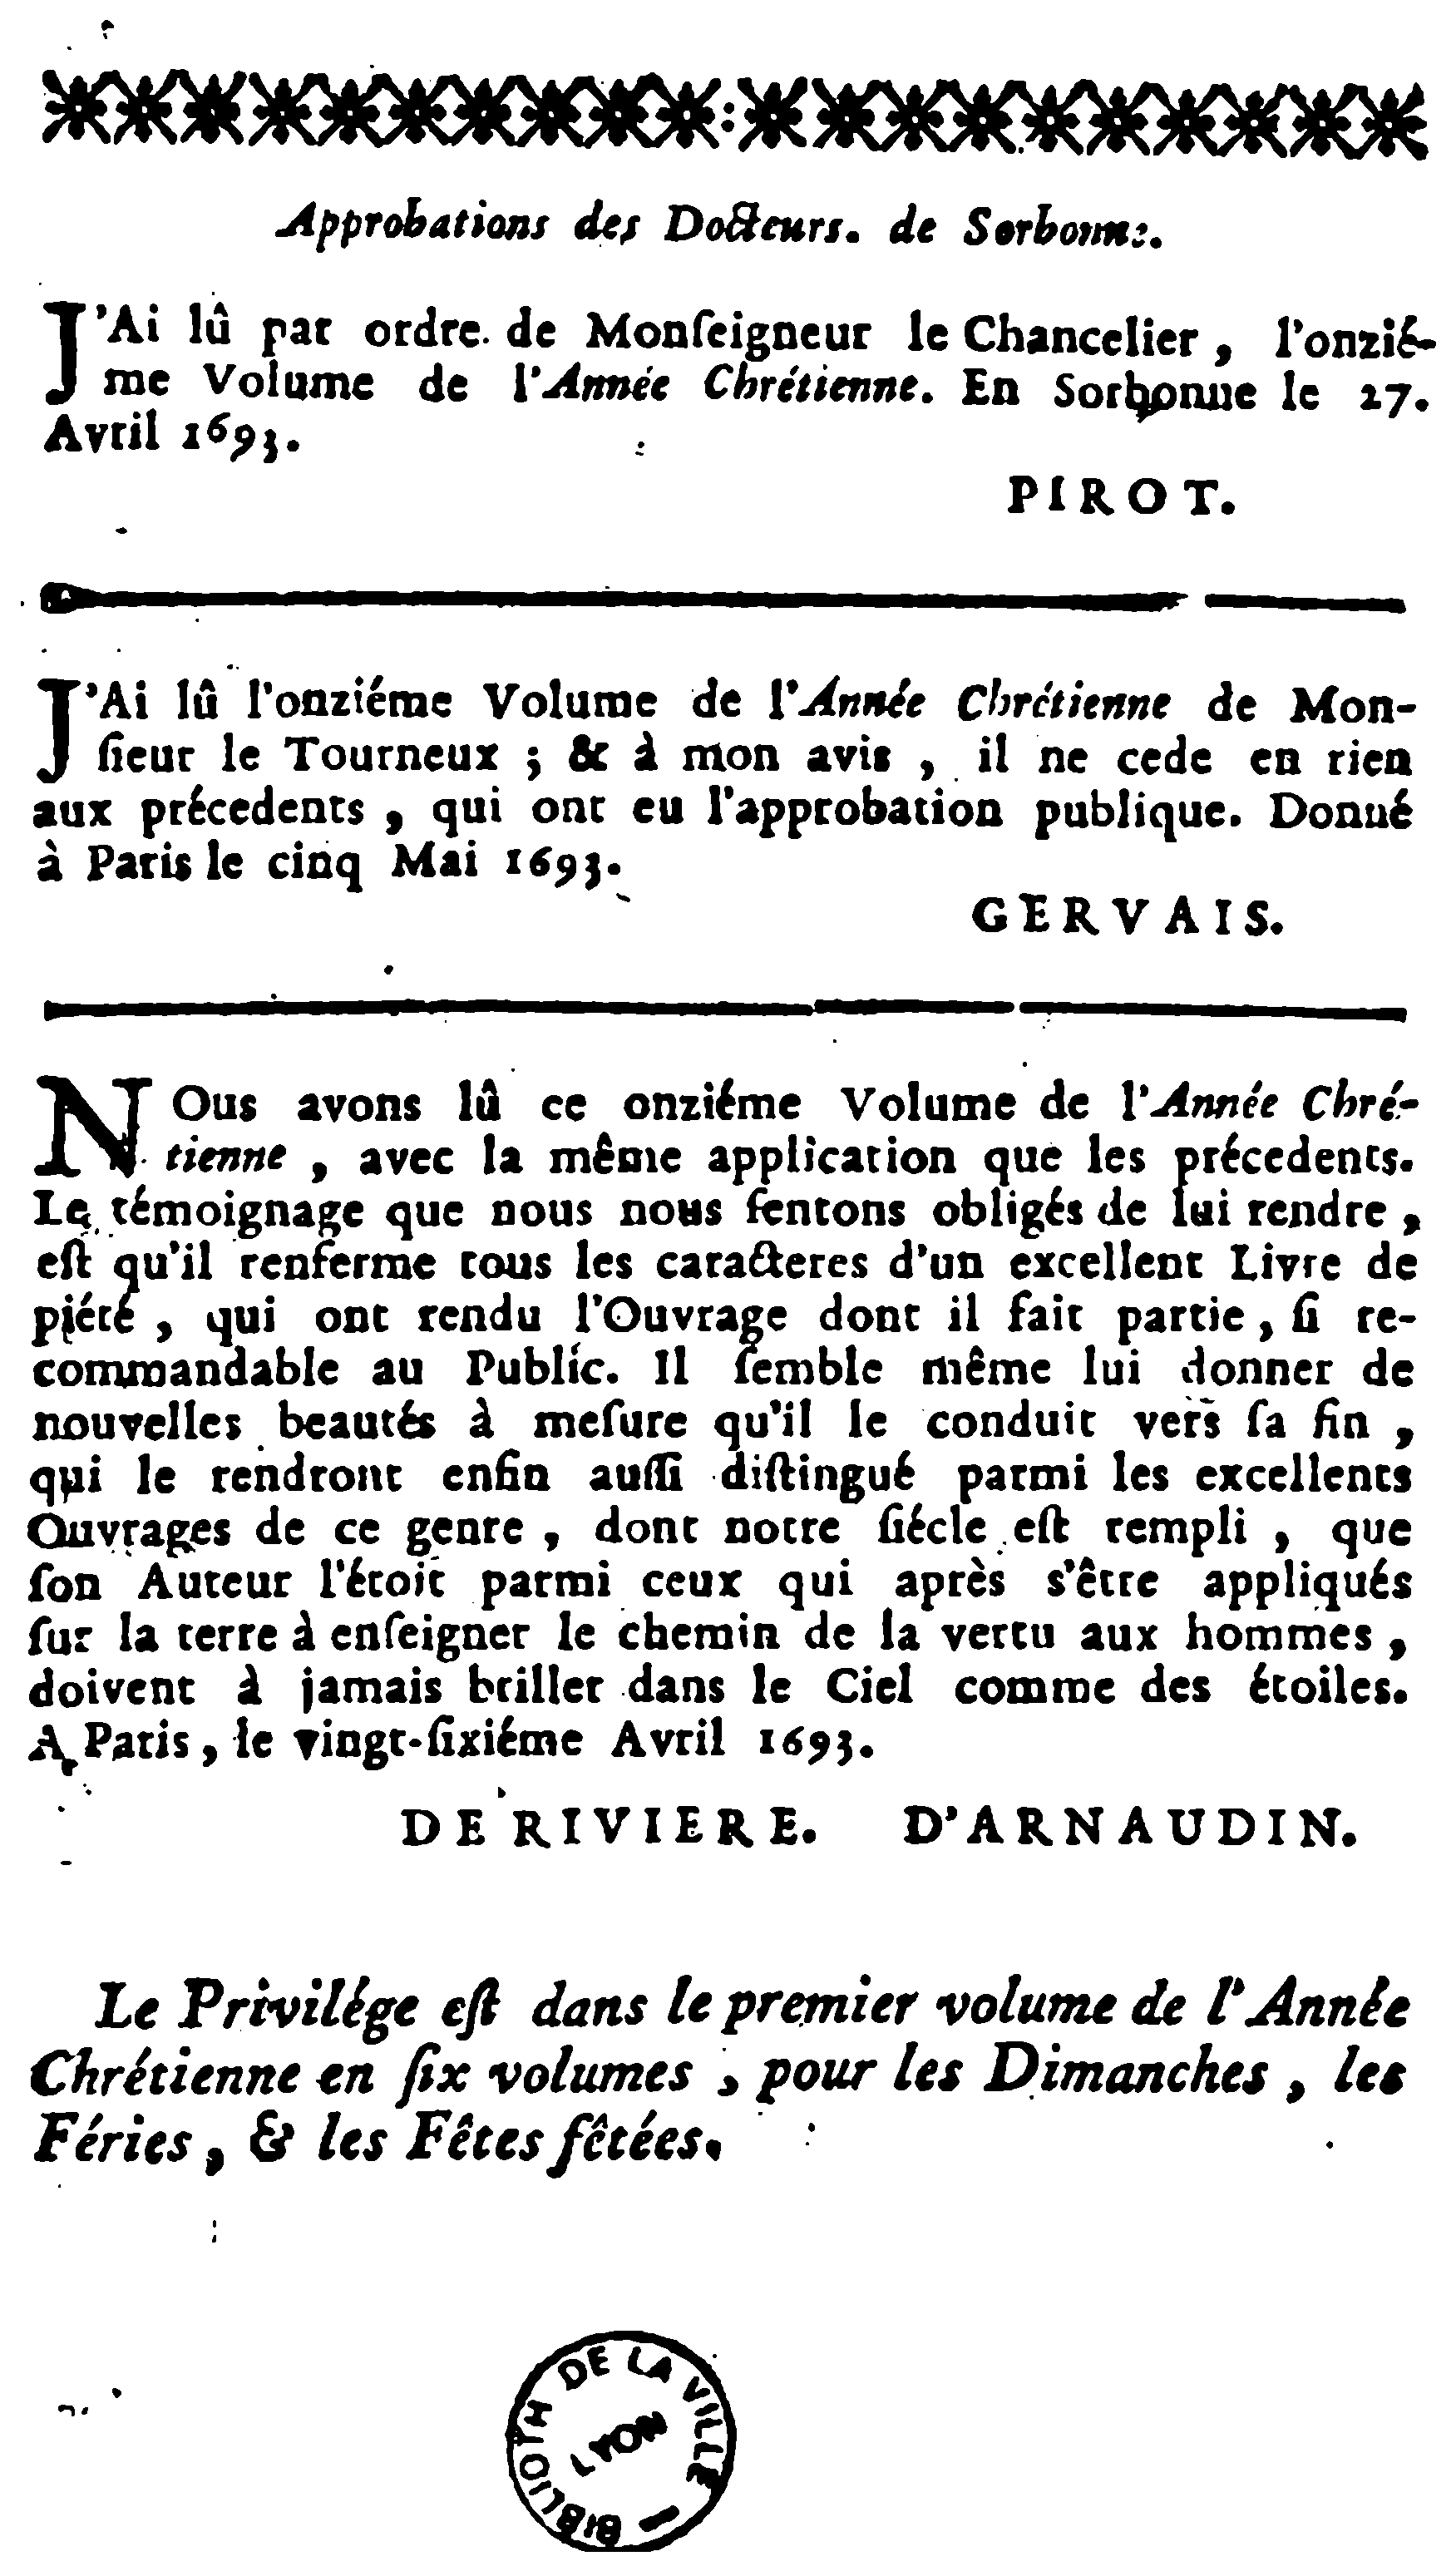 Approbations des Docteurs. de Sorbonne.
J'Ai lû par ordre. de Monſeigneur le Chancelier, l'onzié-
me Volume de l'Année Chrétienne. En Sorbonne le 27.
Avril 1693.
PIROT.
J'Ai lû l'onziéme Volume de l'Année Chrétienne de Mon-
ſieur le Tourneux ; & à mon avis, il ne cede en rien
aux précedents, qui ont eu l'approbation publique. Donné
à Paris le cinq Mai 1693.
GERVAIS.
NOus avons lû ce onziéme Volume de l'Année Chré-
tienne, avec la même application que les précedents.
Le témoignage que nous nous ſentons obligés de lui rendre,
eſt qu'il renferme tous les caracteres d'un excellent Livre de
piété, qui ont rendu l'Ouvrage dont il fait partie, ſi re-
commandable au Public. Il ſemble même lui donner de
nouvelles beautés à meſure qu'il le conduit vers ſa fin,
qui le rendront enfin auſſi diſtingué parmi les excellents
Ouvrages de ce genre, dont notre ſiécle eſt rempli, que
ſon Auteur l'étoit parmi ceux qui après s'être appliqués
ſur la terre à enſeigner le chemin de la vertu aux hommes,
doivent à jamais briller dans le Ciel comme des étoiles.
A Paris, le vingt-ſixiéme Avril 1693.
DE RIVIERE. D'ARNAUDIN.
Le Privilége eſt dans le premier volume de l'Année
Chrétienne en ſix volumes, pour les Dimanches, les
Féries, & les Fêtes fêtées.
BIBLIOTH DE LA VILLE
LYON